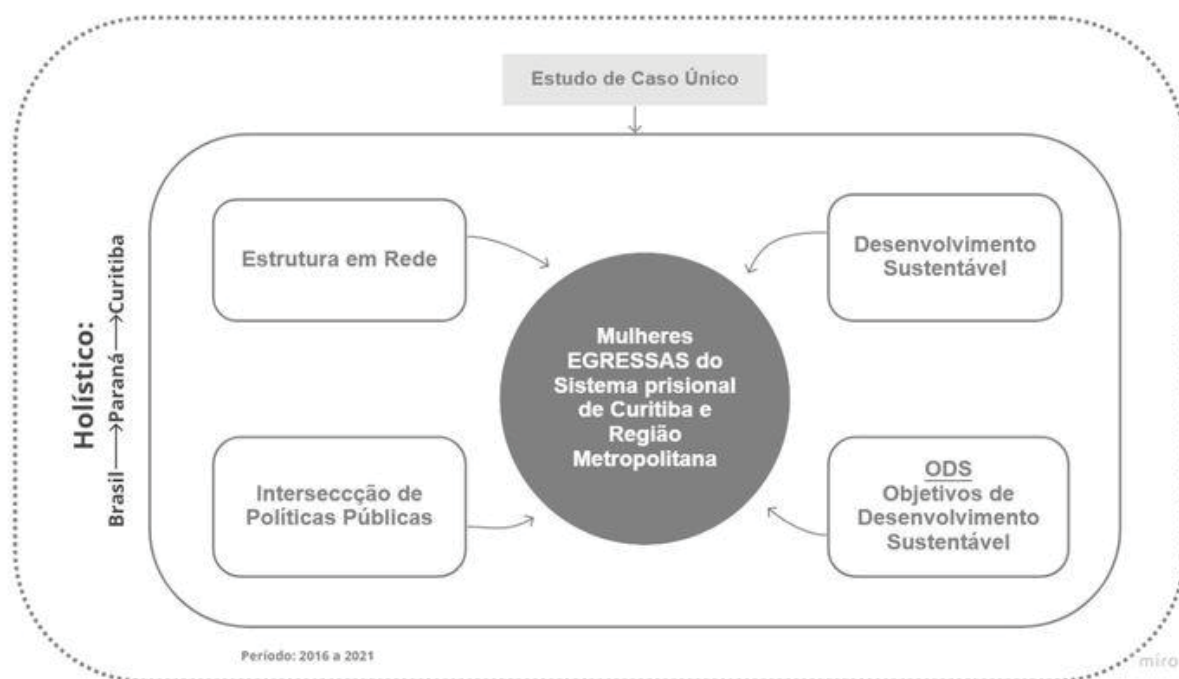 Estudo de Caso Único
Estrutura em Rede
Desenvolvimento
Sustentável
Holístico:
Brasil→Paraná→Curitiba
Mulheres
EGRESSAS do
Sistema prisional
de Curitiba e
Região
Metropolitana
Interseccção de
Políticas Públicas
ODS
Objetivos de
Desenvolvimento
Sustentável
Período: 2016 a 2021
miro